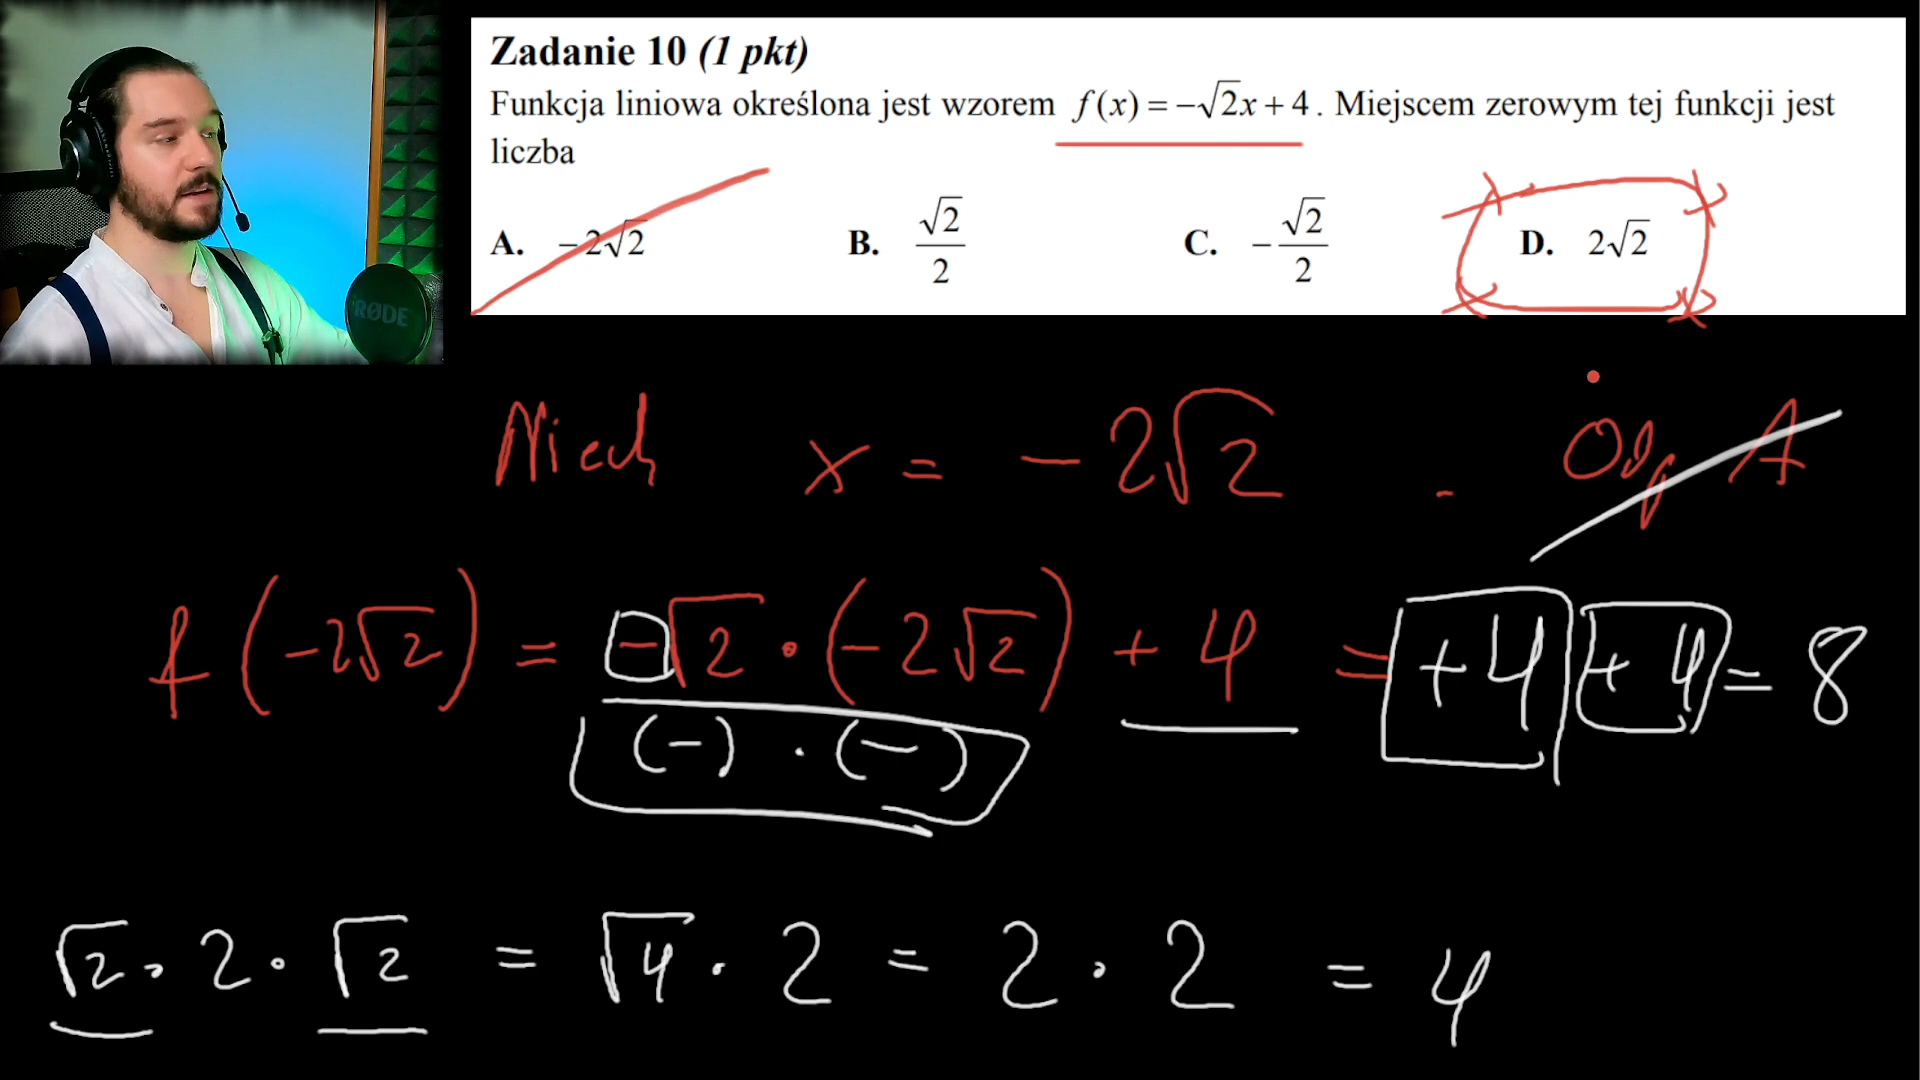 Zadanie 10 (1 pkt)
Funkcja liniowa określona jest wzorem f(x) = −√2x + 4. Miejscem zerowym tej funkcji jest
liczba
A. −2√2 B. √2/2 C. −√2/2 D. 2√2
RØDE
Niech x = −2√2 . Odp A
f(−2√2) = −√2 · (−2√2) + 4 = +4 + 4 = 8
(−) · (−)
√2 · 2 · √2 = √4 · 2 = 2 · 2 = 4